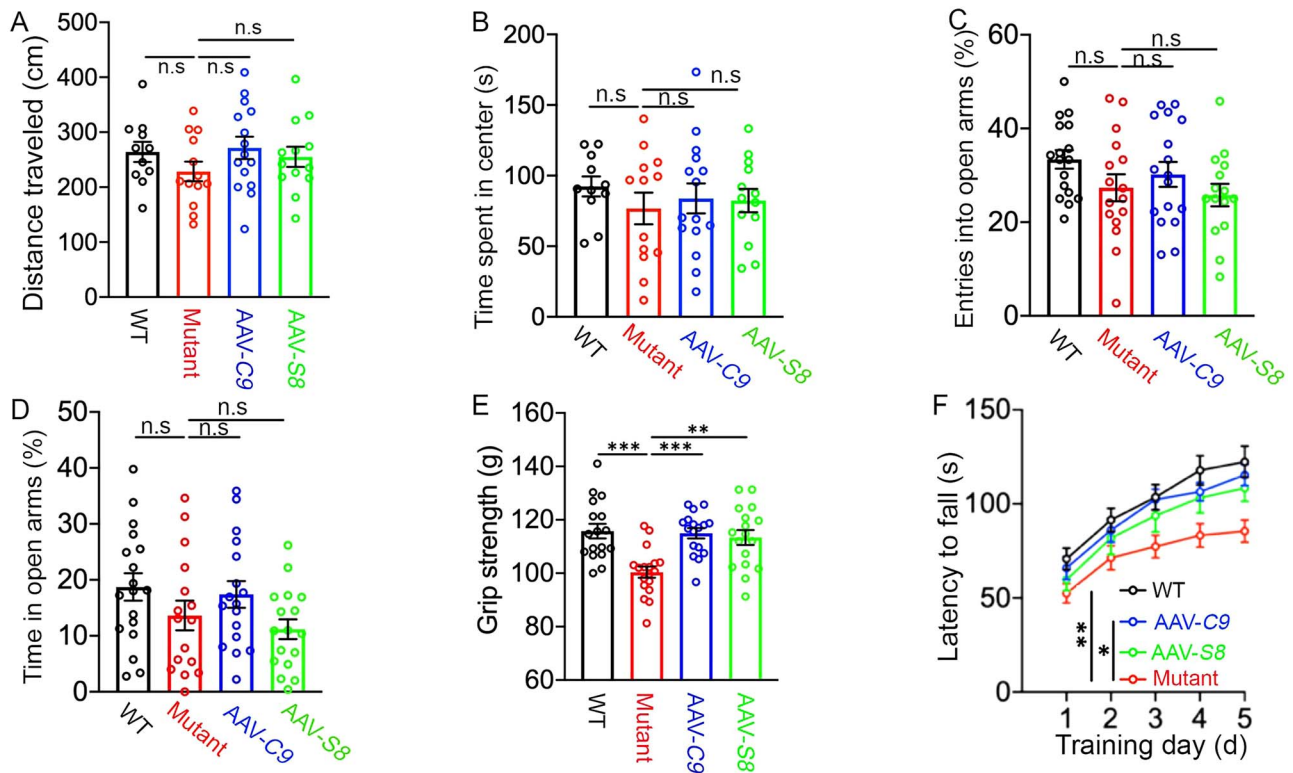 A
Distance traveled (cm)
500
400
300
200
100
0
n.s
n.s
n.s
WT
Mutant
AAV-C9
AAV-S8
B
Time spent in center (s)
200
150
100
50
0
n.s
n.s
n.s
WT
Mutant
AAV-C9
AAV-S8
C
Entries into open arms (%)
60
40
20
0
n.s
n.s
n.s
WT
Mutant
AAV-C9
AAV-S8
D
Time in open arms (%)
50
40
30
20
10
0
n.s
n.s
n.s
WT
Mutant
AAV-C9
AAV-S8
E
Grip strength (g)
160
140
120
100
80
60
**
*** ***
WT
Mutant
AAV-C9
AAV-S8
F
Latency to fall (s)
150
100
50
0
WT
AAV-C9
AAV-S8
Mutant
**
*
1 2 3 4 5
Training day (d)